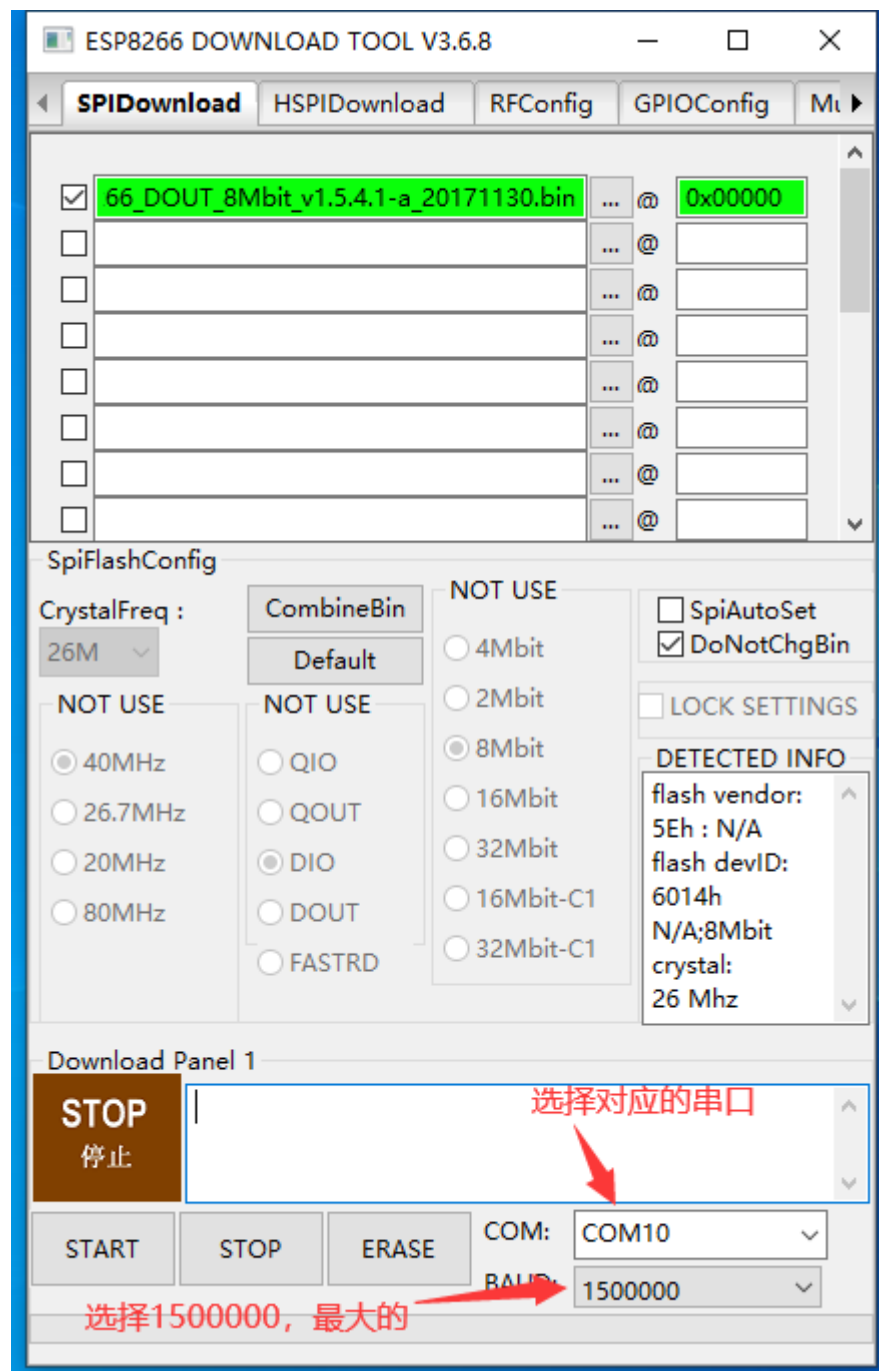 ESP8266 DOWNLOAD TOOL V3.6.8
SPIDownload HSPIDownload RFConfig GPIOConfig
66_DOUT_8Mbit_v1.5.4.1-a_20171130.bin ... @ 0x00000
... @
... @
... @
... @
... @
... @
... @
SpiFlashConfig
CrystalFreq :
26M
CombineBin
Default
NOT USE
40MHz
26.7MHz
20MHz
80MHz
NOT USE
QIO
QOUT
DIO
DOUT
FASTRD
NOT USE
4Mbit
2Mbit
8Mbit
16Mbit
32Mbit
16Mbit-C1
32Mbit-C1
SpiAutoSet
DoNotChgBin
LOCK SETTINGS
DETECTED INFO
flash vendor:
5Eh : N/A
flash devID:
6014h
N/A;8Mbit
crystal:
26 Mhz
Download Panel 1
STOP
停止
选择对应的串口
START STOP ERASE
COM: COM10
BAUD: 1500000
选择1500000，最大的